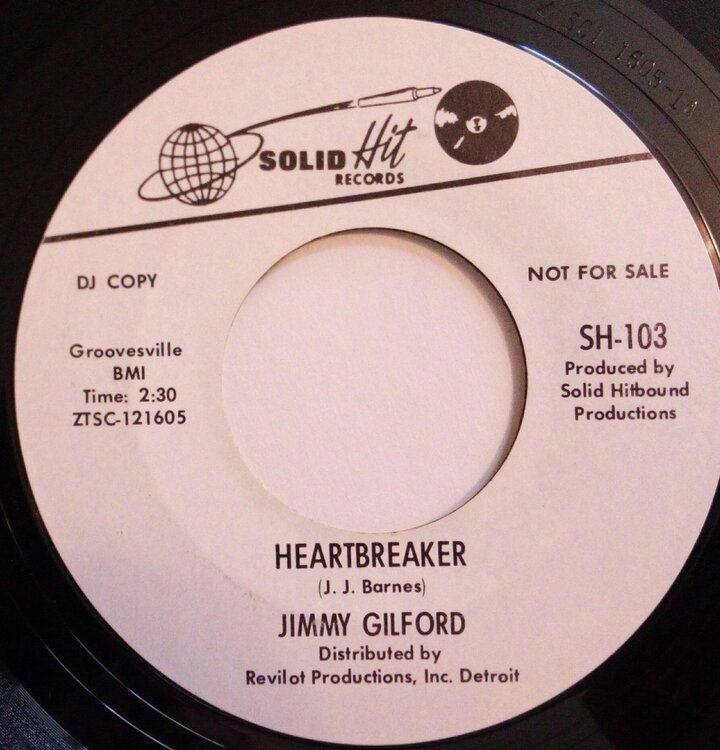 SOLID Hit
RECORDS
DJ COPY
NOT FOR SALE
Groovesville
BMI
Time: 2:30
ZTSC-121605
SH-103
Produced by
Solid Hitbound
Productions
HEARTBREAKER
(J. J. Barnes)
JIMMY GILFORD
Distributed by
Revilot Productions, Inc. Detroit